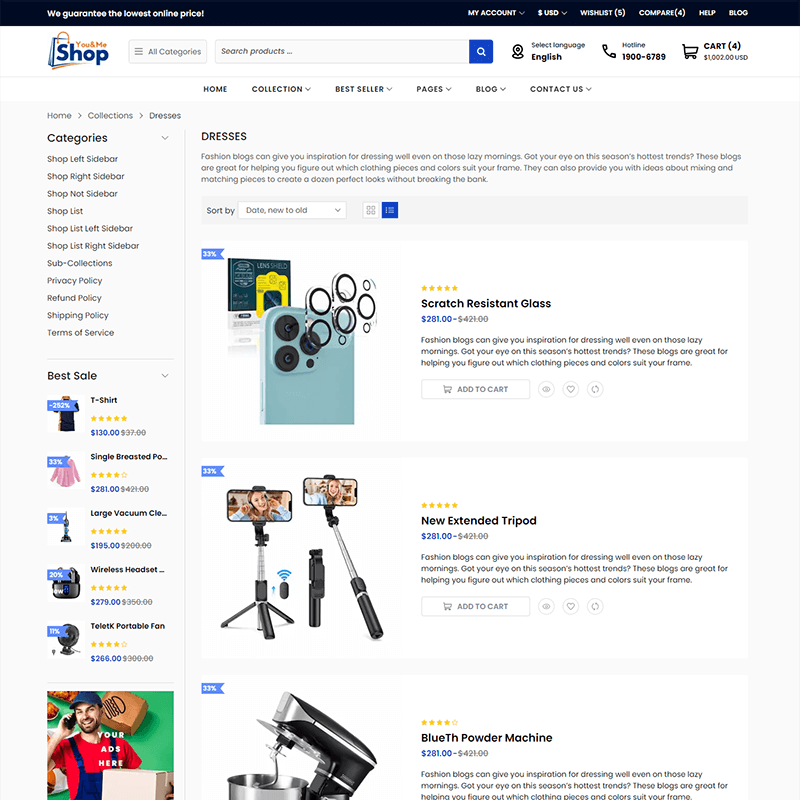 We guarantee the lowest online price!
MY ACCOUNT
$ USD
WISHLIST (5)
COMPARE(4)
HELP
BLOG
You&Me
Shop
All Categories
Search products ...
Select language
English
Hotline
1900-6789
CART (4)
$1,002.00 USD
HOME
COLLECTION
BEST SELLER
PAGES
BLOG
CONTACT US
Home > Collections > Dresses
Categories
Shop Left Sidebar
Shop Right Sidebar
Shop Not Sidebar
Shop List
Shop List Left Sidebar
Shop List Right Sidebar
Sub-Collections
Privacy Policy
Refund Policy
Shipping Policy
Terms of Service
Best Sale
-252%
T-Shirt
$130.00 $37.00
33%
Single Breasted Po...
$281.00 $421.00
3%
Large Vacuum Cle...
$195.00 $200.00
20%
Wireless Headset ...
$279.00 $350.00
11%
TeletK Portable Fan
$266.00 $300.00
YOUR
ADS
HERE
DRESSES
Fashion blogs can give you inspiration for dressing well even on those lazy mornings. Got your eye on this season's hottest trends? These blogs
are great for helping you figure out which clothing pieces and colors suit your frame. They can also provide you with ideas about mixing and
matching pieces to create a dozen perfect looks without breaking the bank.
Sort by
Date, new to old
33%
LENS SHIELD
Scratch Resistant Glass
$281.00-$421.00
Fashion blogs can give you inspiration for dressing well even on those lazy
mornings. Got your eye on this season's hottest trends? These blogs are great for
helping you figure out which clothing pieces and colors suit your frame.
ADD TO CART
33%
New Extended Tripod
$281.00-$421.00
Fashion blogs can give you inspiration for dressing well even on those lazy
mornings. Got your eye on this season's hottest trends? These blogs are great for
helping you figure out which clothing pieces and colors suit your frame.
ADD TO CART
33%
BlueTh Powder Machine
$281.00-$421.00
Fashion blogs can give you inspiration for dressing well even on those lazy
mornings. Got your eye on this season's hottest trends? These blogs are great for